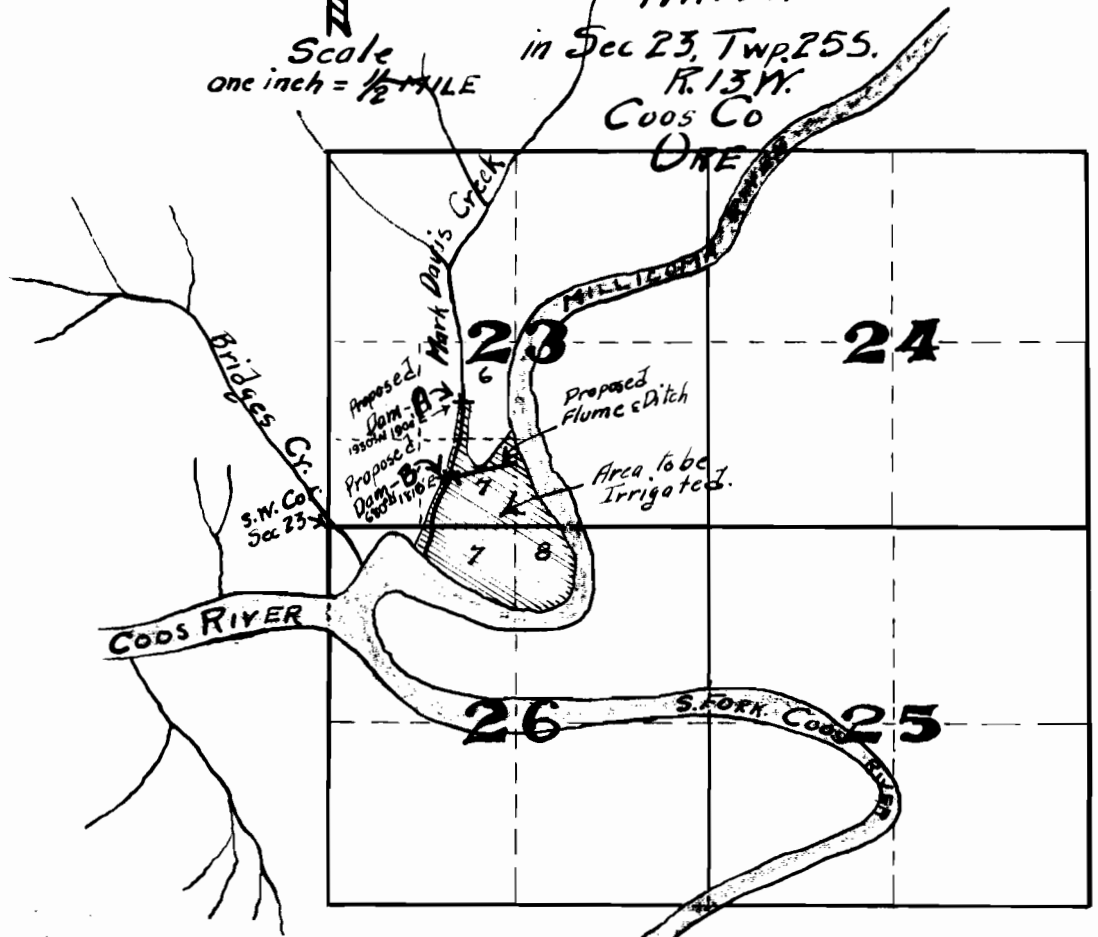 Scale
one inch = 1/2 MILE
in Sec 23, Twp. 25S.
R. 13 W.
Coos Co
ORE
Mark Davis Creek
MILLICOMA RIVER
23
24
6
Bridges Cr.
Proposed
Dam-A
Proposed
Flume & Ditch
Proposed
Dam-B
Area to be
Irrigated.
S.W. Cor.
Sec 23
7
8
COOS RIVER
S. FORK COOS RIVER
26
25